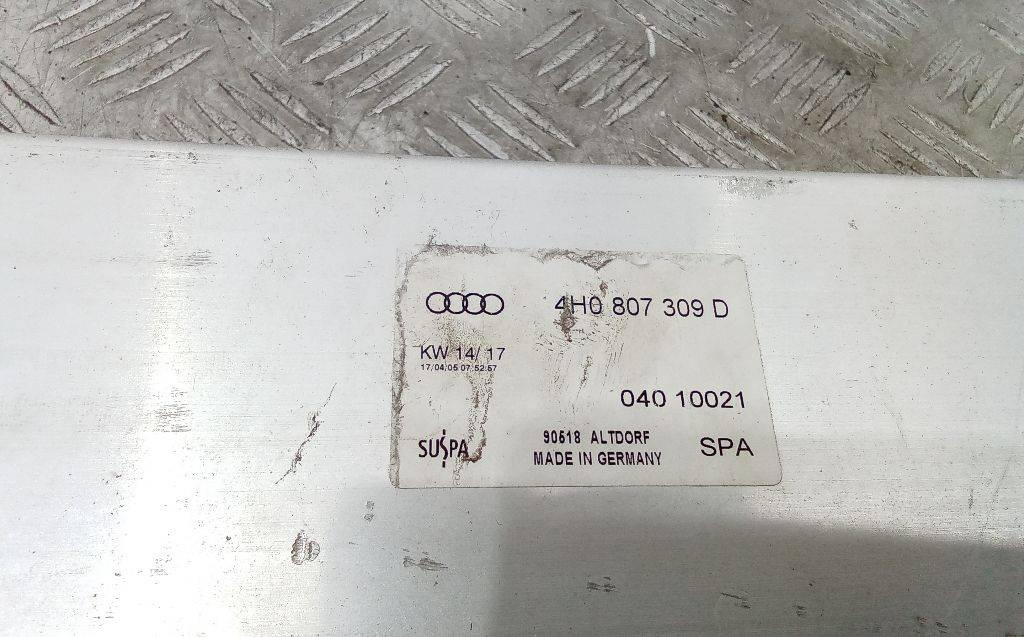 4H0 807 309 D
KW 14/ 17
17/04/05 07:52:57
040 10021
SUSPA
90518 ALTDORF
MADE IN GERMANY
SPA